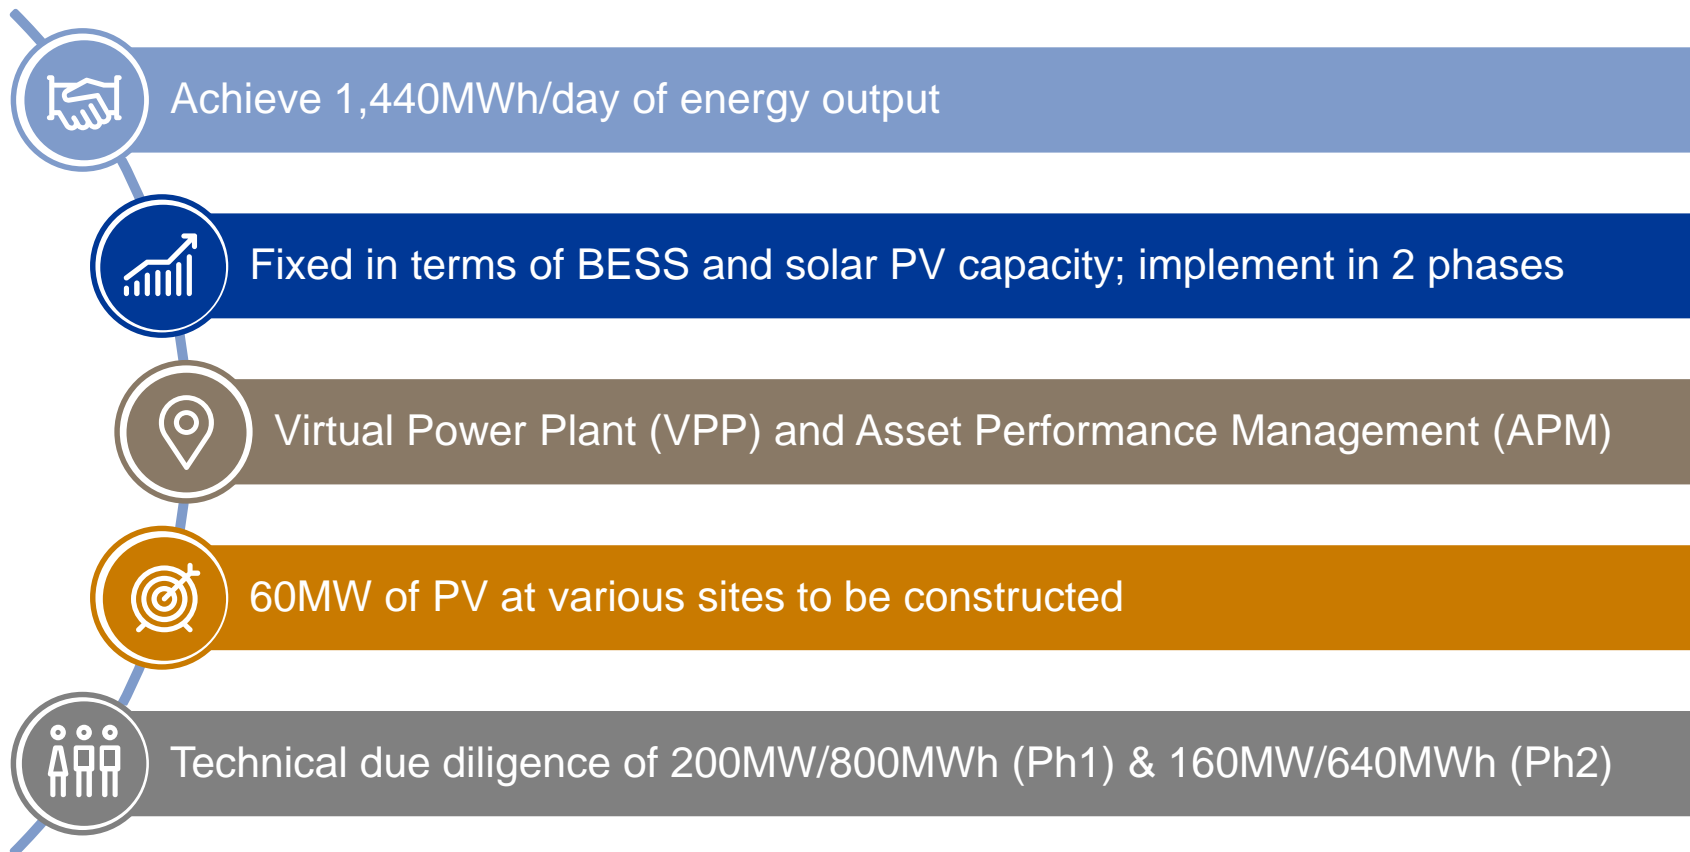 Achieve 1,440MWh/day of energy output
Fixed in terms of BESS and solar PV capacity; implement in 2 phases
Virtual Power Plant (VPP) and Asset Performance Management (APM)
60MW of PV at various sites to be constructed
Technical due diligence of 200MW/800MWh (Ph1) & 160MW/640MWh (Ph2)